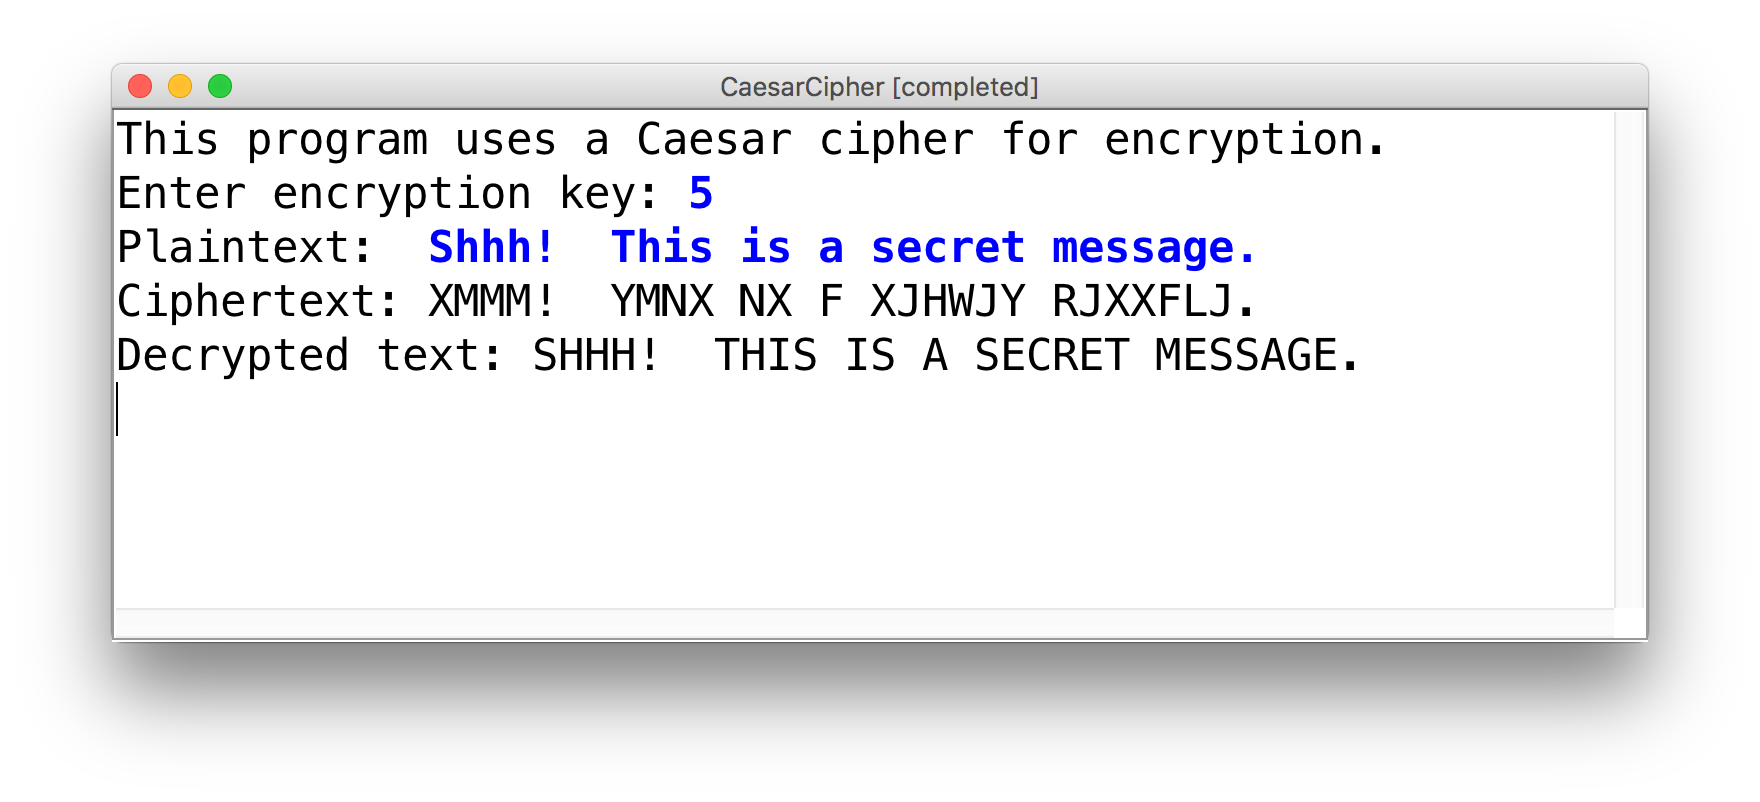 CaesarCipher [completed]
This program uses a Caesar cipher for encryption.
Enter encryption key: 5
Plaintext:  Shhh!  This is a secret message.
Ciphertext: XMMM!  YMNX NX F XJHWJY RJXXFLJ.
Decrypted text: SHHH!  THIS IS A SECRET MESSAGE.